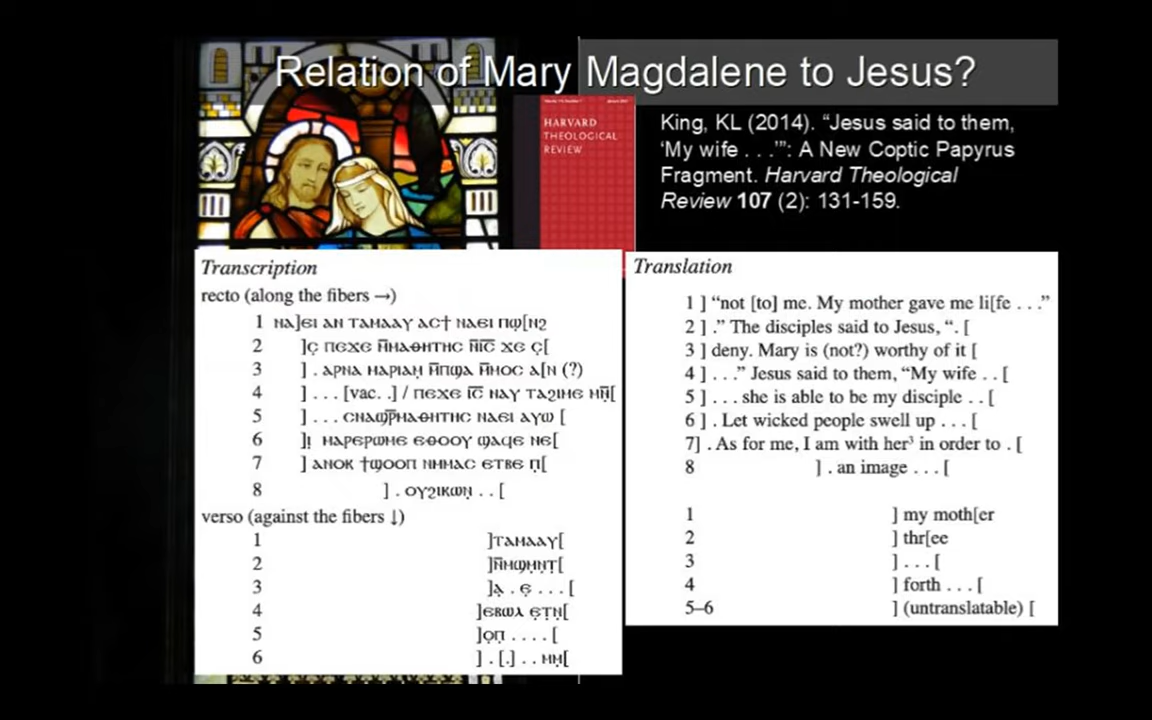 Relation of Mary Magdalene to Jesus?
HARVARD
THEOLOGICAL
REVIEW
King, KL (2014). “Jesus said to them,
‘My wife . . .’”: A New Coptic Papyrus
Fragment. Harvard Theological
Review 107 (2): 131-159.
Transcription
recto (along the fibers →)
1 ⲛⲁ]ⲉⲓ ⲁⲛ ⲧⲁⲙⲁⲁⲩ ⲁⲥϯ ⲛⲁⲉⲓ ⲡⲱ̣[ⲛϩ
2 ]ⲥ̣ ⲡⲉϫⲉ ⲙ̄ⲙⲁⲑⲏⲧⲏⲥ ⲛ̄ⲓ̅ⲥ̅ ϫⲉ ⲥ̣[
3 ] . ⲁⲣⲛⲁ ⲙⲁⲣⲓⲁⲙ̣ ⲙ̄ⲡϣⲁ ⲙ̄ⲙⲟⲥ ⲁ[ⲛ (?)
4 ] . . . [vac. .] / ⲡⲉϫⲉ ⲓ̅ⲥ̅ ⲛⲁⲩ ⲧⲁϩⲓⲙⲉ ⲙⲛ̣̄[
5 ] . . . ⲥⲛⲁϣⲣ̄ⲙⲁⲑⲏⲧⲏⲥ ⲛⲁⲉⲓ ⲁⲩⲱ [
6 ]ⲓ̣ ⲙⲁⲣⲉⲣⲱⲙⲉ ⲉⲑⲟⲟⲩ ϣⲁϥⲉ ⲛⲉ[
7 ] ⲁⲛⲟⲕ ϯϣⲟⲟⲡ ⲛⲙⲙⲁⲥ ⲉⲧⲃⲉ ⲡ̣[
8 ] . ⲟⲩϩⲓⲕⲱⲛ̣ . . [
verso (against the fibers ↓)
1 ]ⲧⲁⲙⲁⲁⲩ[
2 ]ⲛ̄ⲙϣⲙ̣ⲛ̣ⲧ̣[
3 ]ⲁ̣ . ⲉ̣ . . . [
4 ]ⲉⲃⲱⲗ ⲉ̣ⲧ̣ⲛ[
5 ]ⲟ̣ⲡ̣ . . . . [
6 ] . [.] . . ⲙⲙ̣[
Translation
1 ] “not [to] me. My mother gave me li[fe . . .”
2 ] .” The disciples said to Jesus, “. [
3 ] deny. Mary is (not?) worthy of it [
4 ] . . .” Jesus said to them, “My wife . . [
5 ] . . . she is able to be my disciple . . [
6 ] . Let wicked people swell up . . . [
7] . As for me, I am with her³ in order to . [
8 ] . an image . . . [
1 ] my moth[er
2 ] thr[ee
3 ] . . . [
4 ] forth . . . [
5–6 ] (untranslatable) [